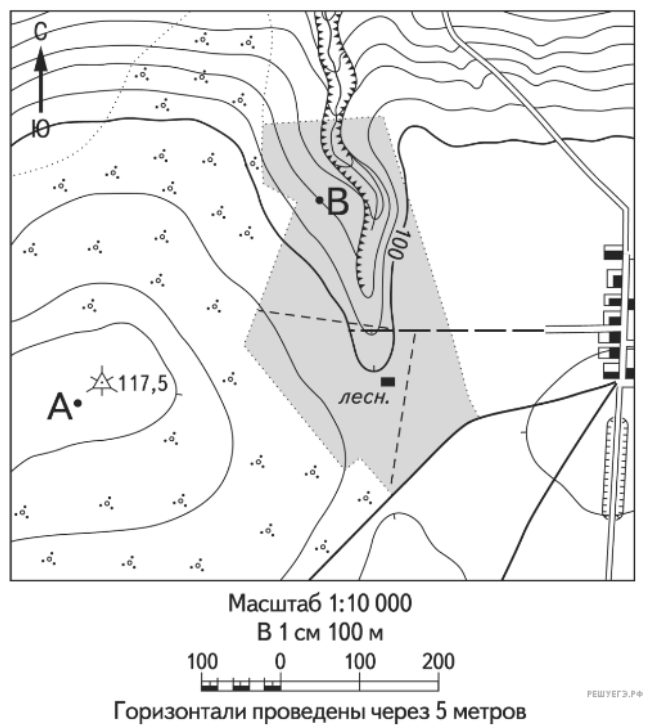 С
Ю
В
100
117,5
А
лесн.
Масштаб 1:10 000
В 1 см 100 м
100 0 100 200
Горизонтали проведены через 5 метров
РЕШУЕГЭ.РФ